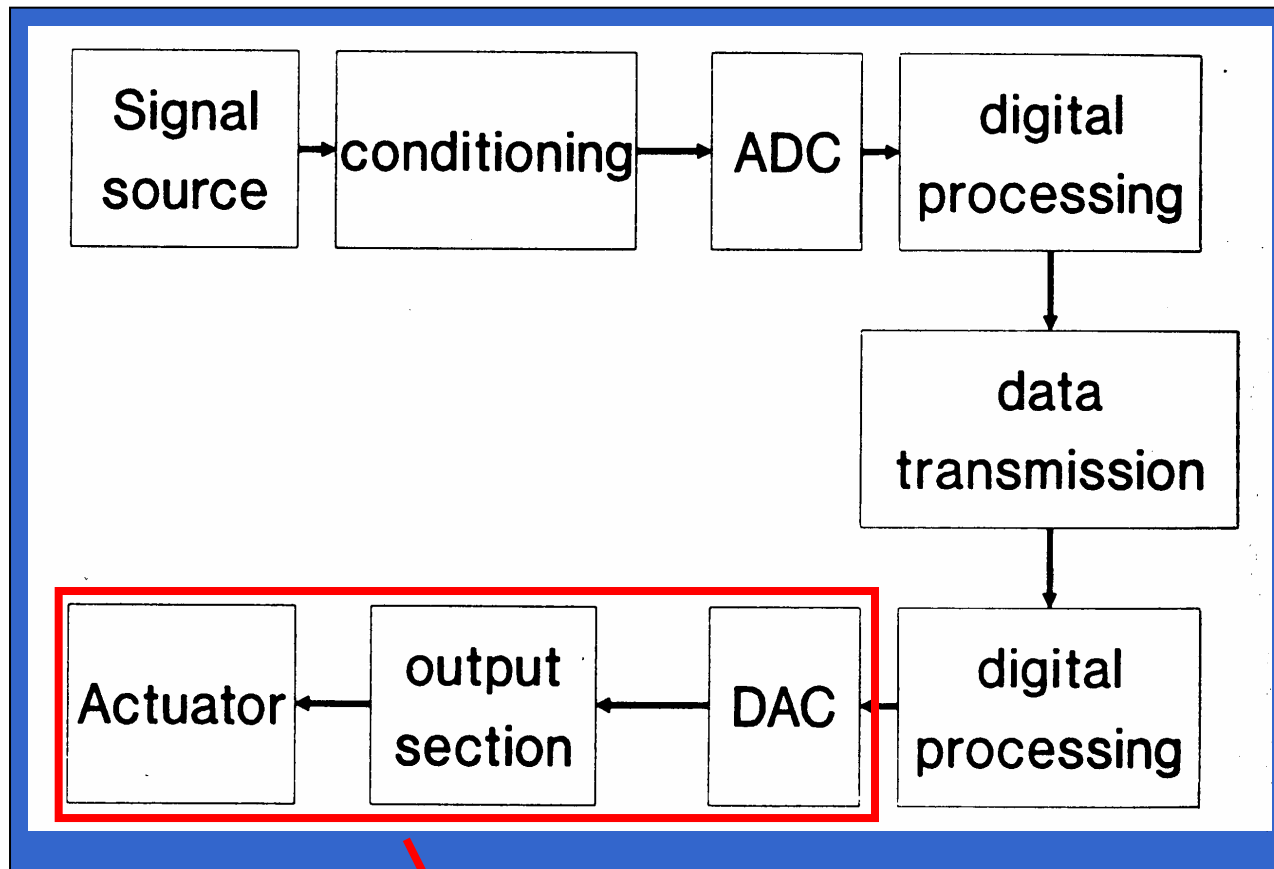 Signal
source
conditioning
ADC
digital
processing
data
transmission
digital
processing
DAC
output
section
Actuator